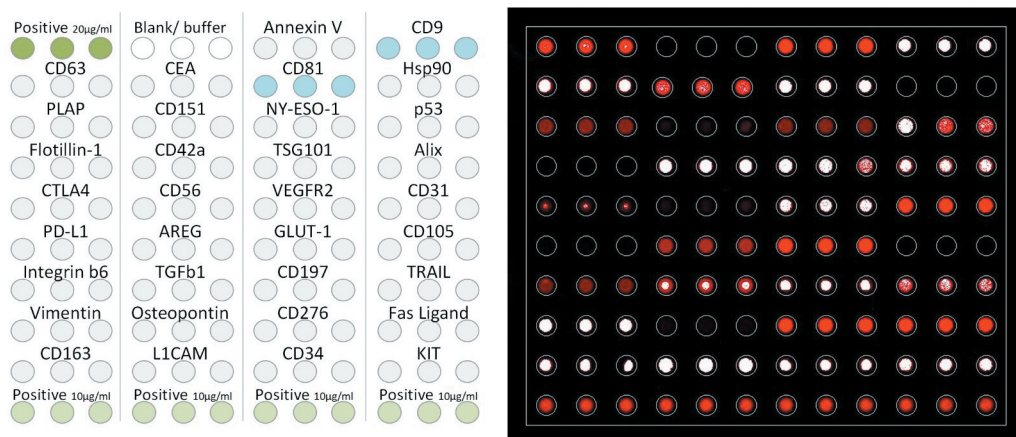 Positive 20µg/ml Blank/ buffer Annexin V CD9
CD63 CEA CD81 Hsp90
PLAP CD151 NY-ESO-1 p53
Flotillin-1 CD42a TSG101 Alix
CTLA4 CD56 VEGFR2 CD31
PD-L1 AREG GLUT-1 CD105
Integrin b6 TGFb1 CD197 TRAIL
Vimentin Osteopontin CD276 Fas Ligand
CD163 L1CAM CD34 KIT
Positive 10µg/ml Positive 10µg/ml Positive 10µg/ml Positive 10µg/ml